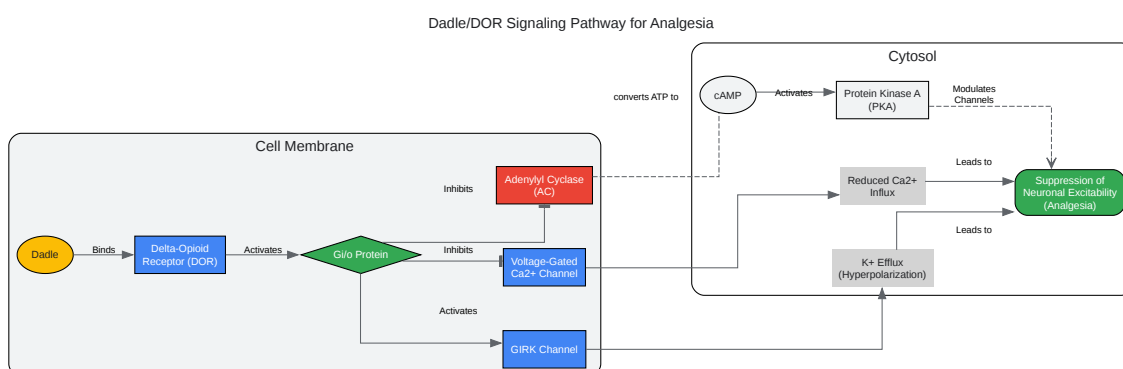 Dadle/DOR Signaling Pathway for Analgesia
Cytosol
converts ATP to
cAMP
Activates
Protein Kinase A
(PKA)
Modulates
Channels
Cell Membrane
Inhibits
Adenylyl Cyclase
(AC)
Reduced Ca2+
Influx
Leads to
Suppression of
Neuronal Excitability
(Analgesia)
Dadle
Binds
Delta-Opioid
Receptor (DOR)
Activates
Gi/o Protein
Inhibits
Voltage-Gated
Ca2+ Channel
Leads to
K+ Efflux
(Hyperpolarization)
Activates
GIRK Channel